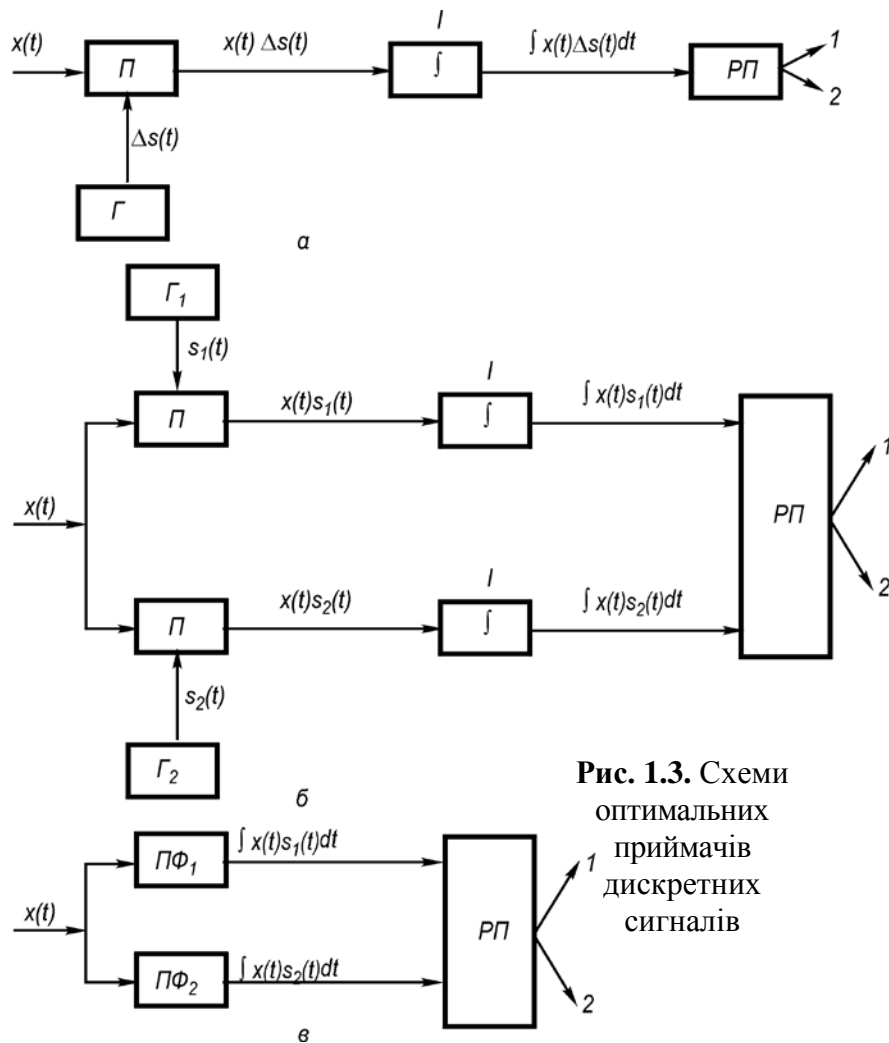 I
x(t) x(t) Δs(t) ∫ x(t)Δs(t)dt 1
П ∫ РП
2
Δs(t)
Г
а
Г₁
s₁(t)
I
x(t)s₁(t) ∫ x(t)s₁(t)dt
П ∫
1
x(t) РП
2
I
x(t)s₂(t) ∫ x(t)s₂(t)dt
П ∫
s₂(t)
Г₂
б
Рис. 1.3. Схеми
оптимальних
приймачів
дискретних
сигналів
∫ x(t)s₁(t)dt
ПФ₁ 1
x(t) РП
ПФ₂ ∫ x(t)s₂(t)dt
2
в